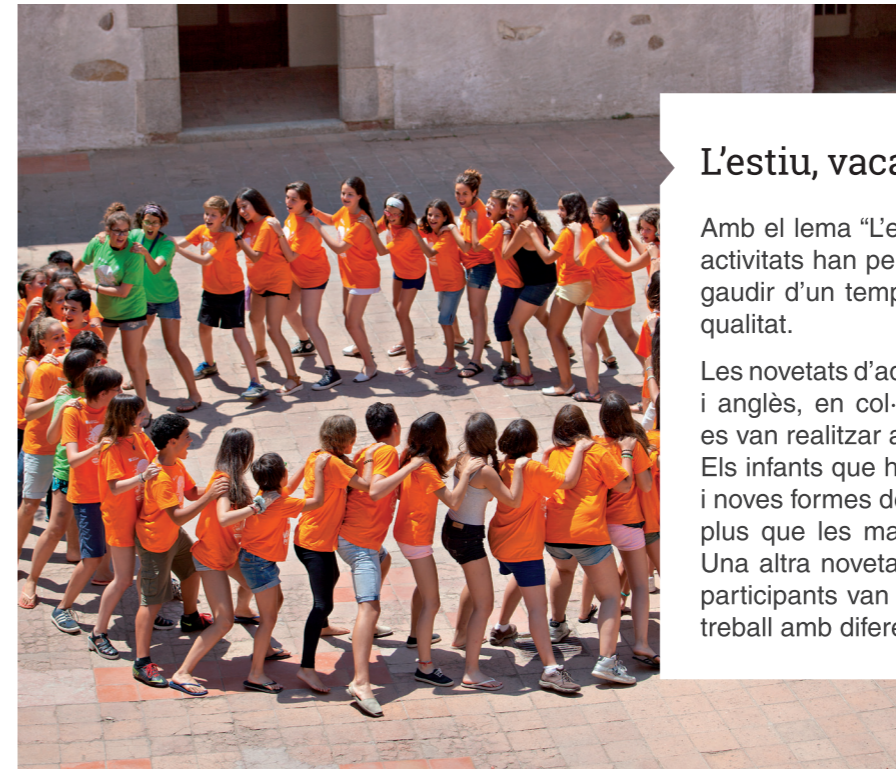 L’estiu, vaca
Amb el lema “L’e
activitats han pe
gaudir d’un temp
qualitat.
Les novetats d’ac
i anglès, en col·
es van realitzar a
Els infants que h
i noves formes de
plus que les ma
Una altra noveta
participants van
treball amb difere